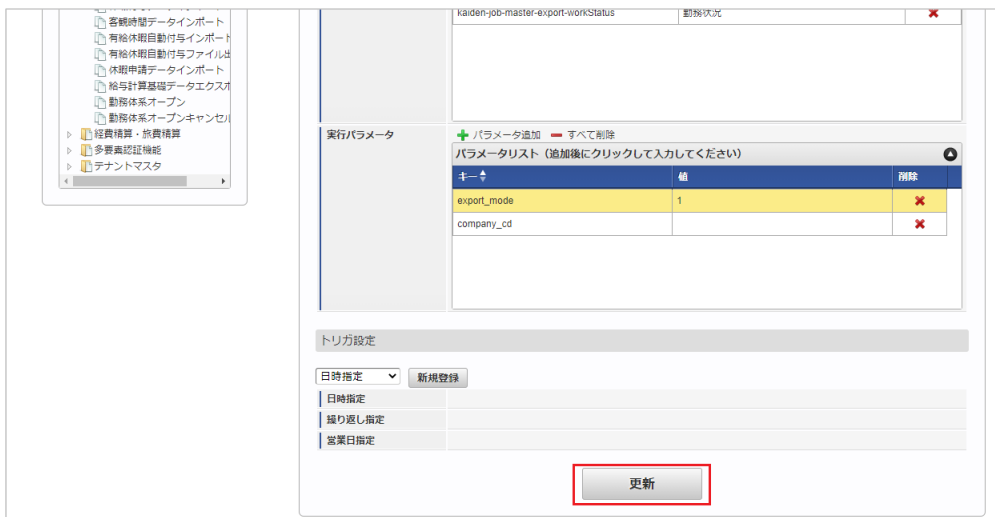 客観時間データインポート
有給休暇自動付与インポート
有給休暇自動付与ファイル出
休暇申請データインポート
給与計算基礎データエクスポ
勤務体系オープン
勤務体系オープンキャンセル
経費精算・旅費精算
多要素認証機能
テナントマスタ
kaiden-job-master-export-workStatus 勤務状況
実行パラメータ
パラメータ追加 すべて削除
パラメータリスト（追加後にクリックして入力してください）
キー 値 削除
export_mode 1
company_cd
トリガ設定
日時指定 新規登録
日時指定
繰り返し指定
営業日指定
更新